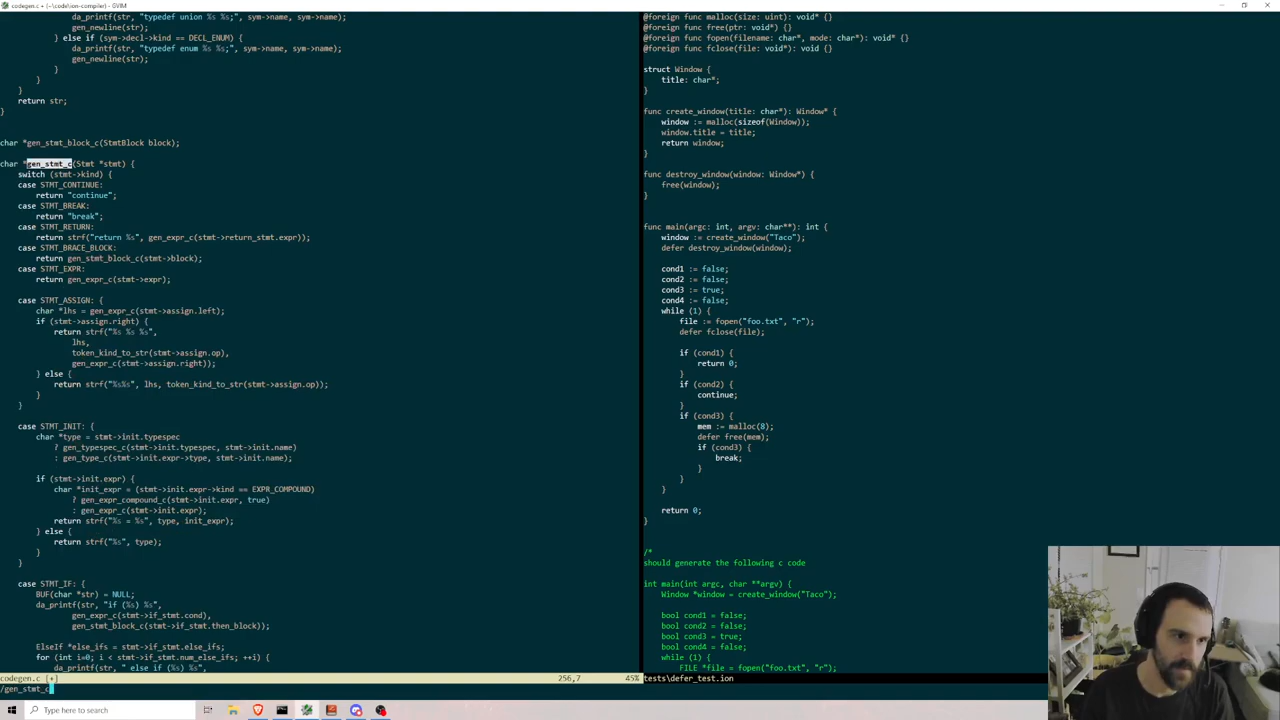 codegen.c + (~\code\ion-compiler) - GVIM
da_printf(str, "typedef union %s %s;", sym->name, sym->name);
gen_newline(str);
} else if (sym->decl->kind == DECL_ENUM) {
da_printf(str, "typedef enum %s %s;", sym->name, sym->name);
gen_newline(str);
}
}
}
return str;
}
char *gen_stmt_block_c(StmtBlock block);
char *gen_stmt_c(Stmt *stmt) {
switch (stmt->kind) {
case STMT_CONTINUE:
return "continue";
case STMT_BREAK:
return "break";
case STMT_RETURN:
return strf("return %s", gen_expr_c(stmt->return_stmt.expr));
case STMT_BRACE_BLOCK:
return gen_stmt_block_c(stmt->block);
case STMT_EXPR:
return gen_expr_c(stmt->expr);
case STMT_ASSIGN: {
char *lhs = gen_expr_c(stmt->assign.left);
if (stmt->assign.right) {
return strf("%s %s %s",
lhs,
token_kind_to_str(stmt->assign.op),
gen_expr_c(stmt->assign.right));
} else {
return strf("%s%s", lhs, token_kind_to_str(stmt->assign.op));
}
}
case STMT_INIT: {
char *type = stmt->init.typespec
? gen_typespec_c(stmt->init.typespec, stmt->init.name)
: gen_type_c(stmt->init.expr->type, stmt->init.name);
if (stmt->init.expr) {
char *init_expr = (stmt->init.expr->kind == EXPR_COMPOUND)
? gen_expr_compound_c(stmt->init.expr, true)
: gen_expr_c(stmt->init.expr);
return strf("%s = %s", type, init_expr);
} else {
return strf("%s", type);
}
}
case STMT_IF: {
BUF(char *str) = NULL;
da_printf(str, "if (%s) %s",
gen_expr_c(stmt->if_stmt.cond),
gen_stmt_block_c(stmt->if_stmt.then_block));
ElseIf *else_ifs = stmt->if_stmt.else_ifs;
for (int i=0; i < stmt->if_stmt.num_else_ifs; ++i) {
da_printf(str, " else if (%s) %s",
codegen.c [+]
256,7
45%
/gen_stmt_c
@foreign func malloc(size: uint): void* {}
@foreign func free(ptr: void*) {}
@foreign func fopen(filename: char*, mode: char*): void* {}
@foreign func fclose(file: void*): void {}
struct Window {
title: char*;
}
func create_window(title: char*): Window* {
window := malloc(sizeof(Window));
window.title = title;
return window;
}
func destroy_window(window: Window*) {
free(window);
}
func main(argc: int, argv: char**): int {
window := create_window("Taco");
defer destroy_window(window);
cond1 := false;
cond2 := false;
cond3 := true;
cond4 := false;
while (1) {
file := fopen("foo.txt", "r");
defer fclose(file);
if (cond1) {
return 0;
}
if (cond2) {
continue;
}
if (cond3) {
mem := malloc(8);
defer free(mem);
if (cond3) {
break;
}
}
}
return 0;
}
/*
should generate the following c code
int main(int argc, char **argv) {
Window *window = create_window("Taco");
bool cond1 = false;
bool cond2 = false;
bool cond3 = true;
bool cond4 = false;
while (1) {
FILE *file = fopen("foo.txt", "r");
tests\defer_test.ion
Type here to search